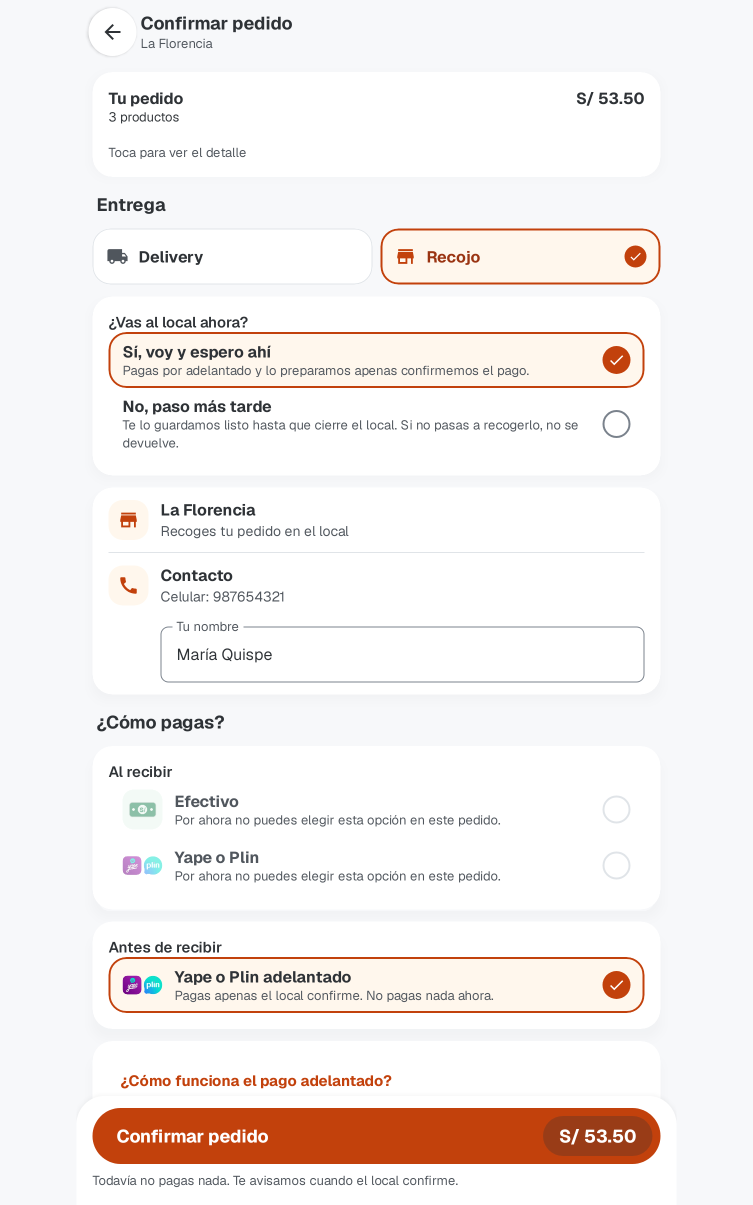 Confirmar pedido
La Florencia
Tu pedido
S/ 53.50
3 productos
Toca para ver el detalle
Entrega
Delivery
Recojo
¿Vas al local ahora?
Sí, voy y espero ahí
Pagas por adelantado y lo preparamos apenas confirmemos el pago.
No, paso más tarde
Te lo guardamos listo hasta que cierre el local. Si no pasas a recogerlo, no se
devuelve.
La Florencia
Recoges tu pedido en el local
Contacto
Celular: 987654321
Tu nombre
María Quispe
¿Cómo pagas?
Al recibir
Efectivo
Por ahora no puedes elegir esta opción en este pedido.
Yape o Plin
plin
Por ahora no puedes elegir esta opción en este pedido.
Antes de recibir
Yape o Plin adelantado
plin
Pagas apenas el local confirme. No pagas nada ahora.
¿Cómo funciona el pago adelantado?
Confirmar pedido
S/ 53.50
Todavía no pagas nada. Te avisamos cuando el local confirme.